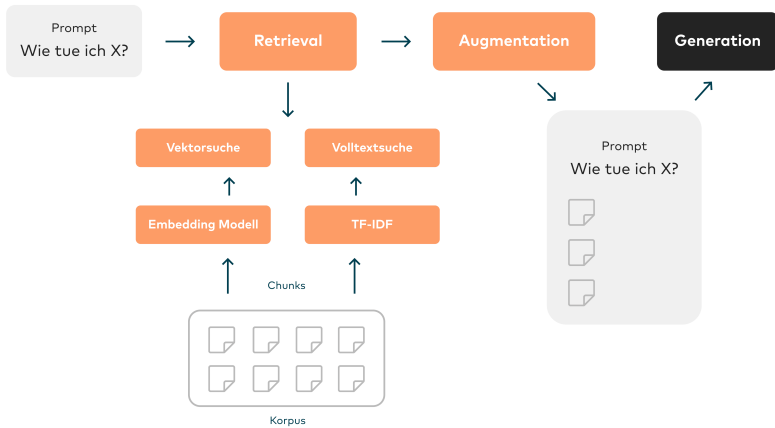 Prompt
Wie tue ich X?
Retrieval
Augmentation
Generation
Vektorsuche
Volltextsuche
Prompt
Wie tue ich X?
Embedding Modell
TF-IDF
Chunks
Korpus